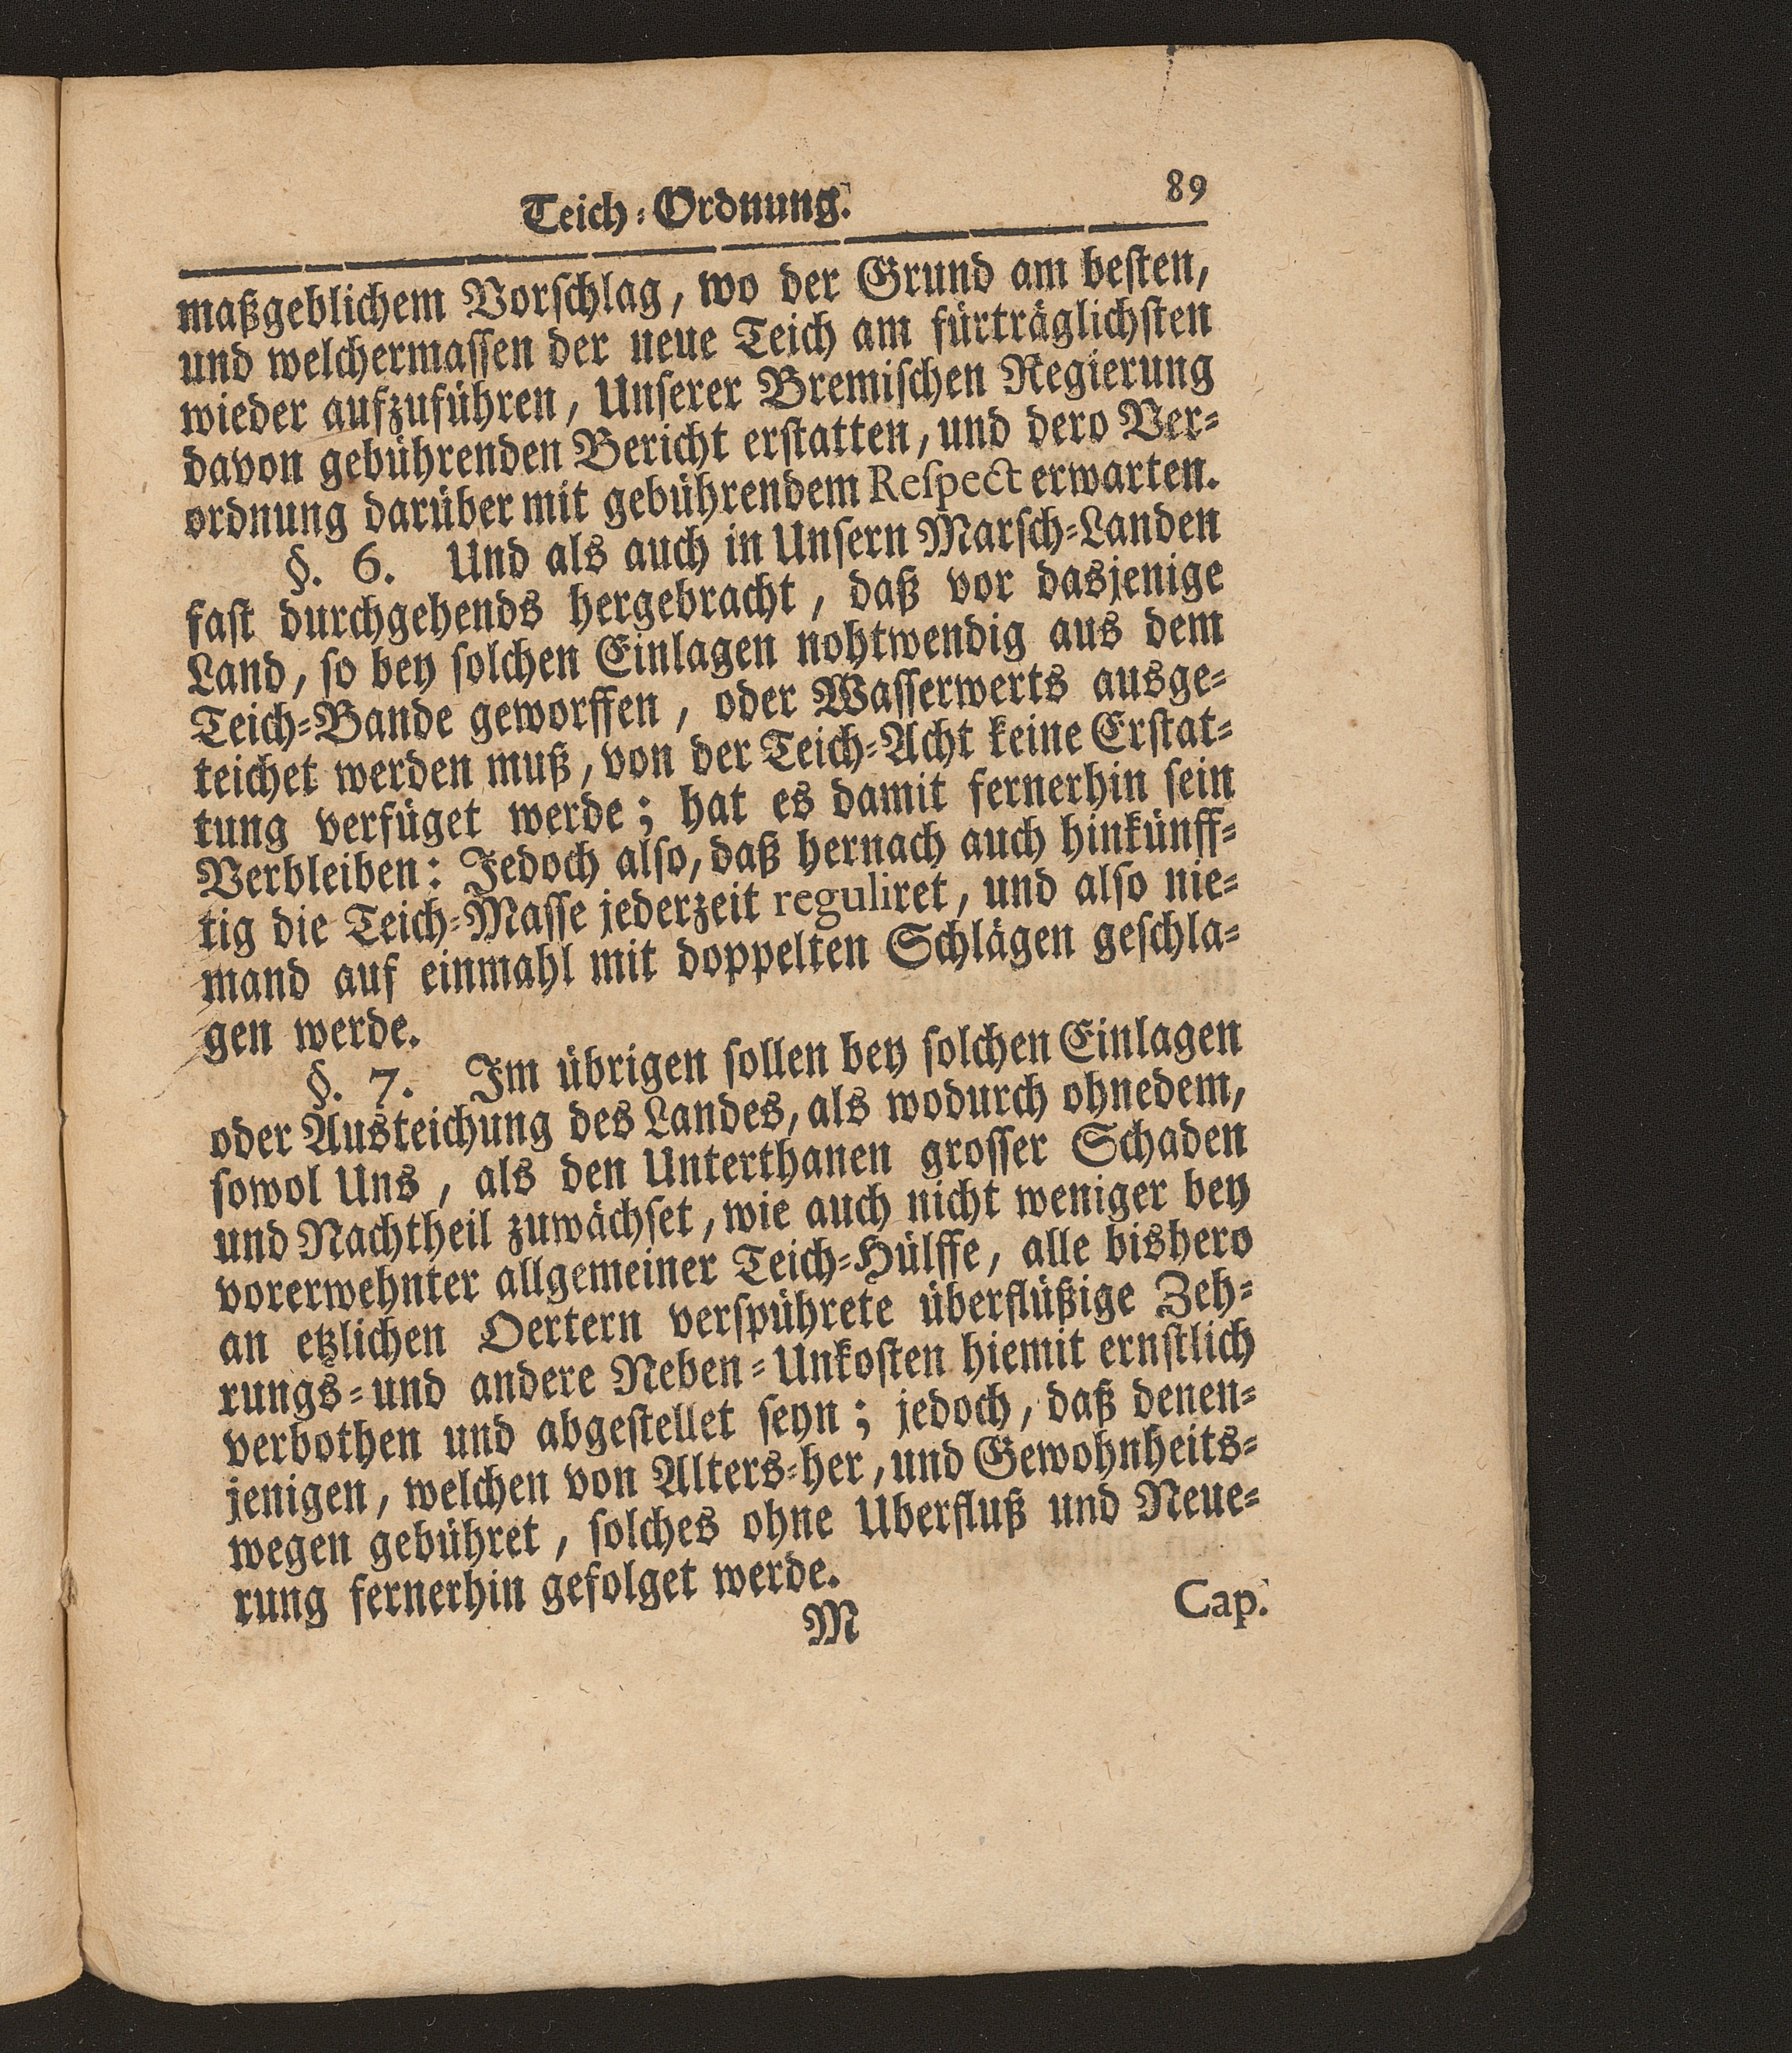 Teich-Ordnung. 89
maßgeblichem Vorschlag, wo der Grund am besten,
und welchermassen der neue Teich am fürträglichsten
wieder aufzuführen, Unserer Bremischen Regierung
davon gebührenden Bericht erstatten, und dero Ver-
ordnung darüber mit gebührendem Respect erwarten.
§. 6. Und als auch in Unsern Marsch-Landen
fast durchgehends hergebracht, daß vor dasjenige
Land, so bey solchen Einlagen nohtwendig aus dem
Teich-Bande geworffen, oder Wasserwerts ausge-
teichet werden muß, von der Teich-Acht keine Erstat-
tung verfüget werde; hat es damit fernerhin sein
Verbleiben: Jedoch also, daß hernach auch hinkünff-
tig die Teich-Masse jederzeit reguliret, und also nie-
mand auf einmahl mit doppelten Schlägen geschla-
gen werde.
§. 7. Im übrigen sollen bey solchen Einlagen
oder Austeichung des Landes, als wodurch ohnedem,
sowol Uns, als den Unterthanen grosser Schaden
und Nachtheil zuwächset, wie auch nicht weniger bey
vorerwehnter allgemeiner Teich-Hülffe, alle bishero
an etzlichen Oertern verspührete überflüßige Zeh-
rungs- und andere Neben-Unkosten hiemit ernstlich
verbothen und abgestellet seyn; jedoch, daß denen-
jenigen, welchen von Alters-her, und Gewohnheits-
wegen gebühret, solches ohne Uberfluß und Neue-
rung fernerhin gefolget werde.
M Cap.